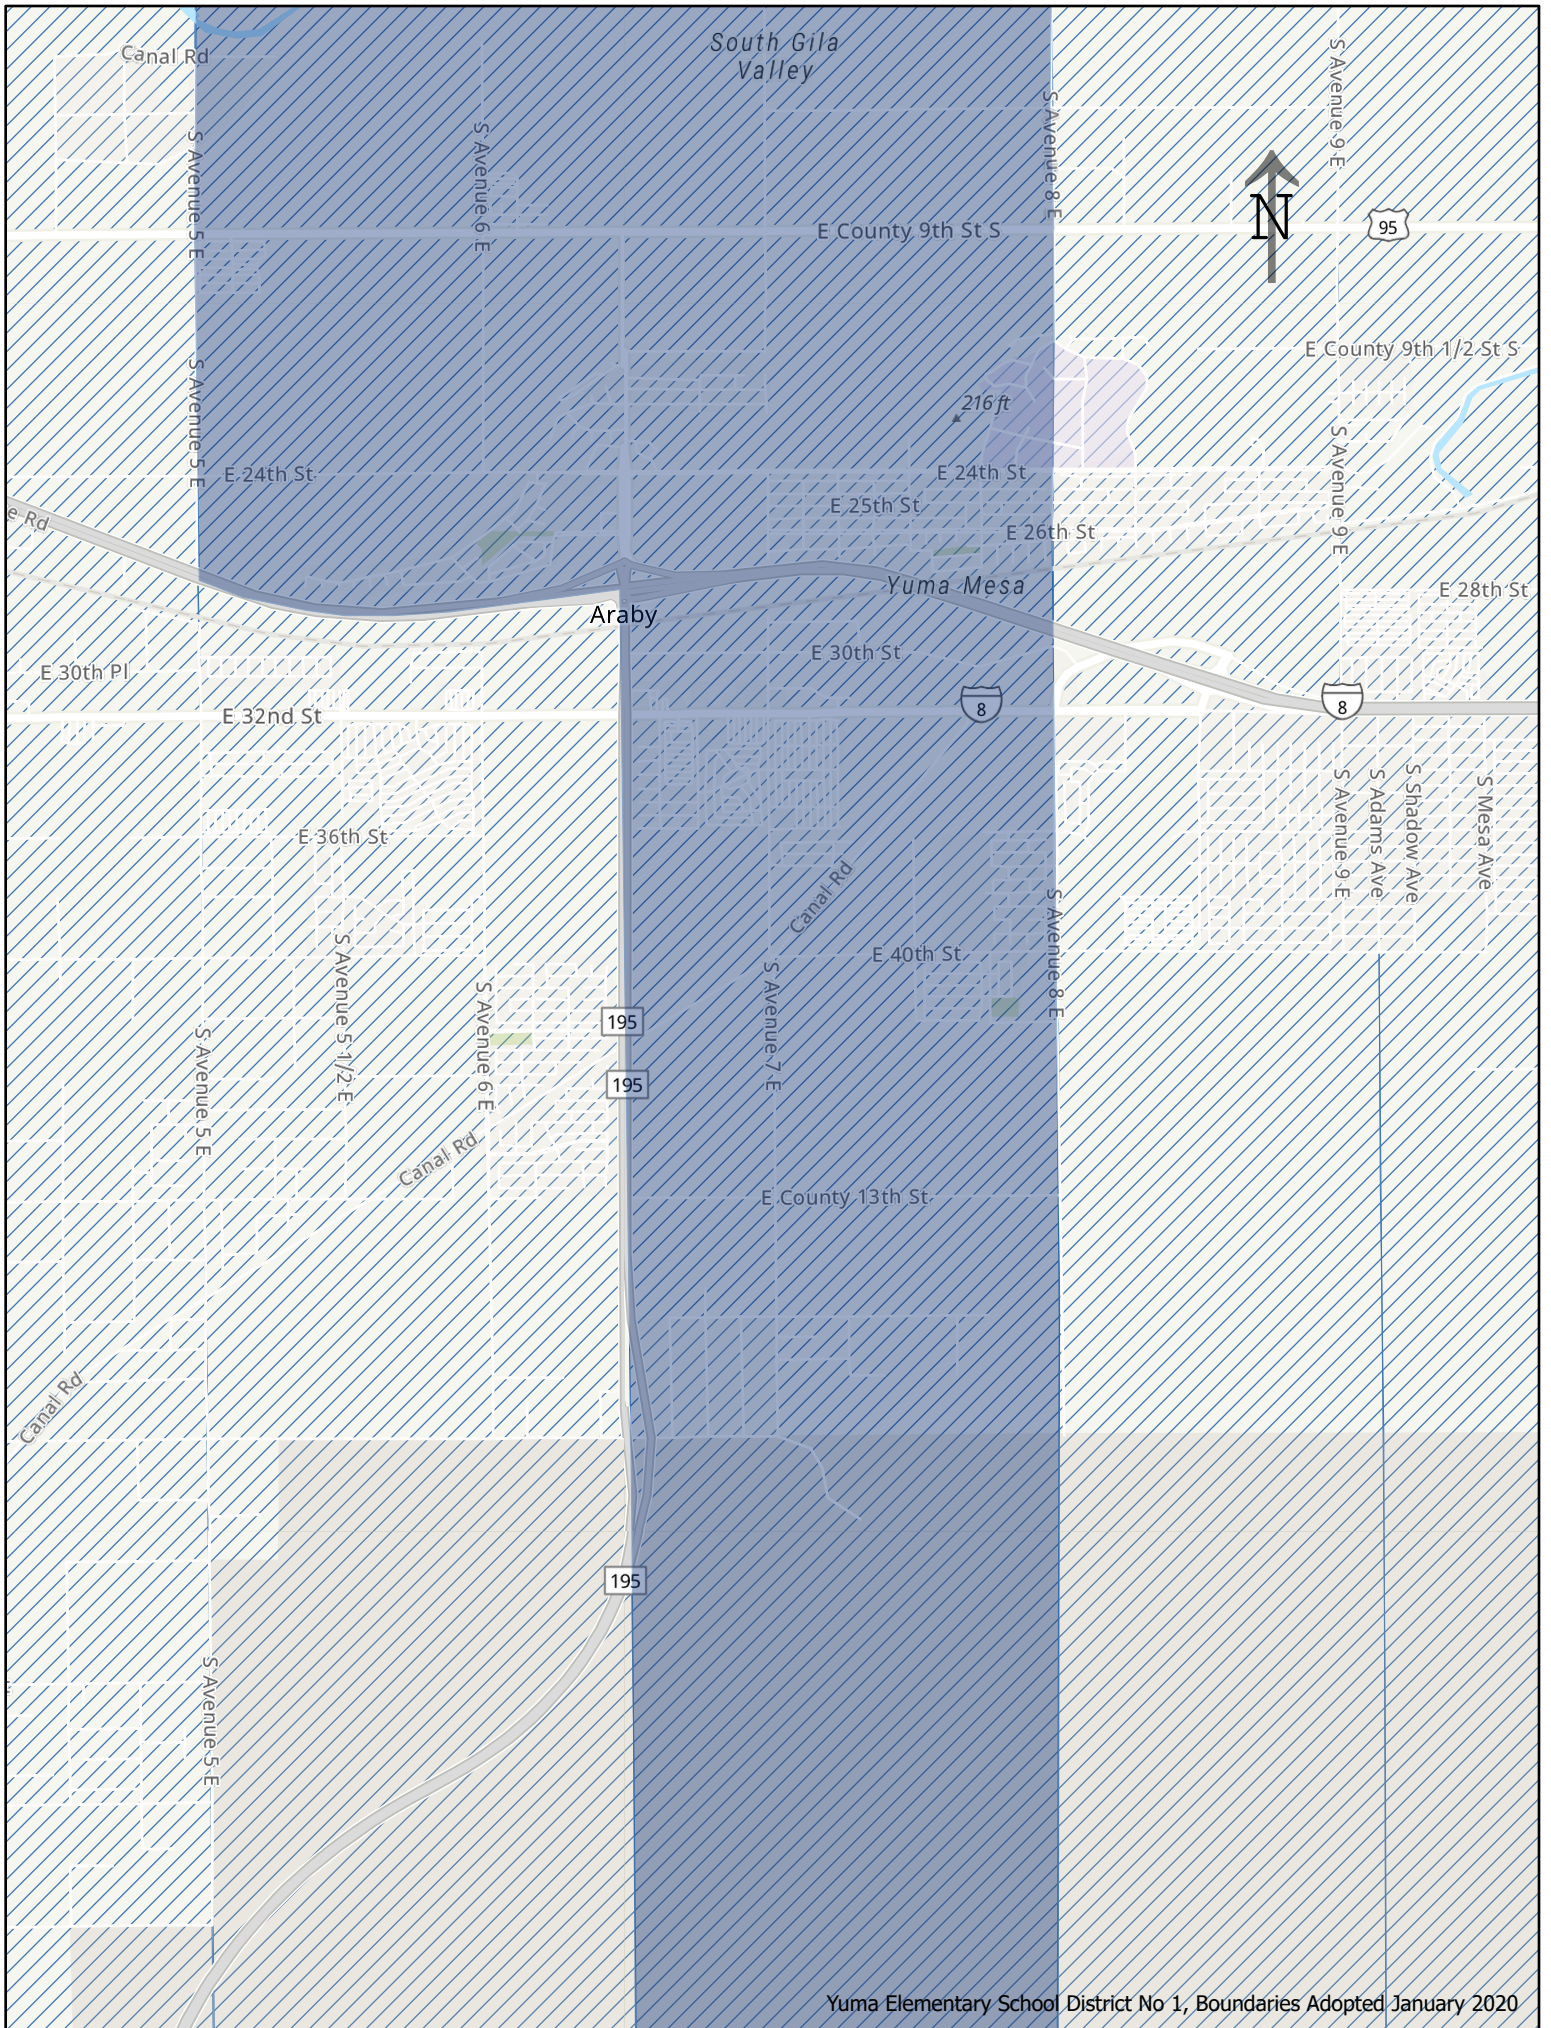 South Gila
Valley
Canal Rd
S Avenue 9 E
S Avenue 8 E
S Avenue 5 E
S Avenue 6 E
N
E County 9th St S
95
E County 9th 1/2 St S
S Avenue 5 E
216 ft
S Avenue 9 E
E 24th St
E 24th St
E 25th St
e Rd
E 26th St
Yuma Mesa
E 28th St
Araby
E 30th St
E 30th Pl
8
8
E 32nd St
S Avenue 9 E
S Adams Ave
S Shadow Ave
S Mesa Ave
E 36th St
Canal Rd
S Avenue 8 E
S Avenue 5 1/2 E
E 40th St
S Avenue 7 E
S Avenue 6 E
195
S Avenue 5 E
195
Canal Rd
E County 13th St
Canal Rd
195
S Avenue 5 E
Yuma Elementary School District No 1, Boundaries Adopted January 2020